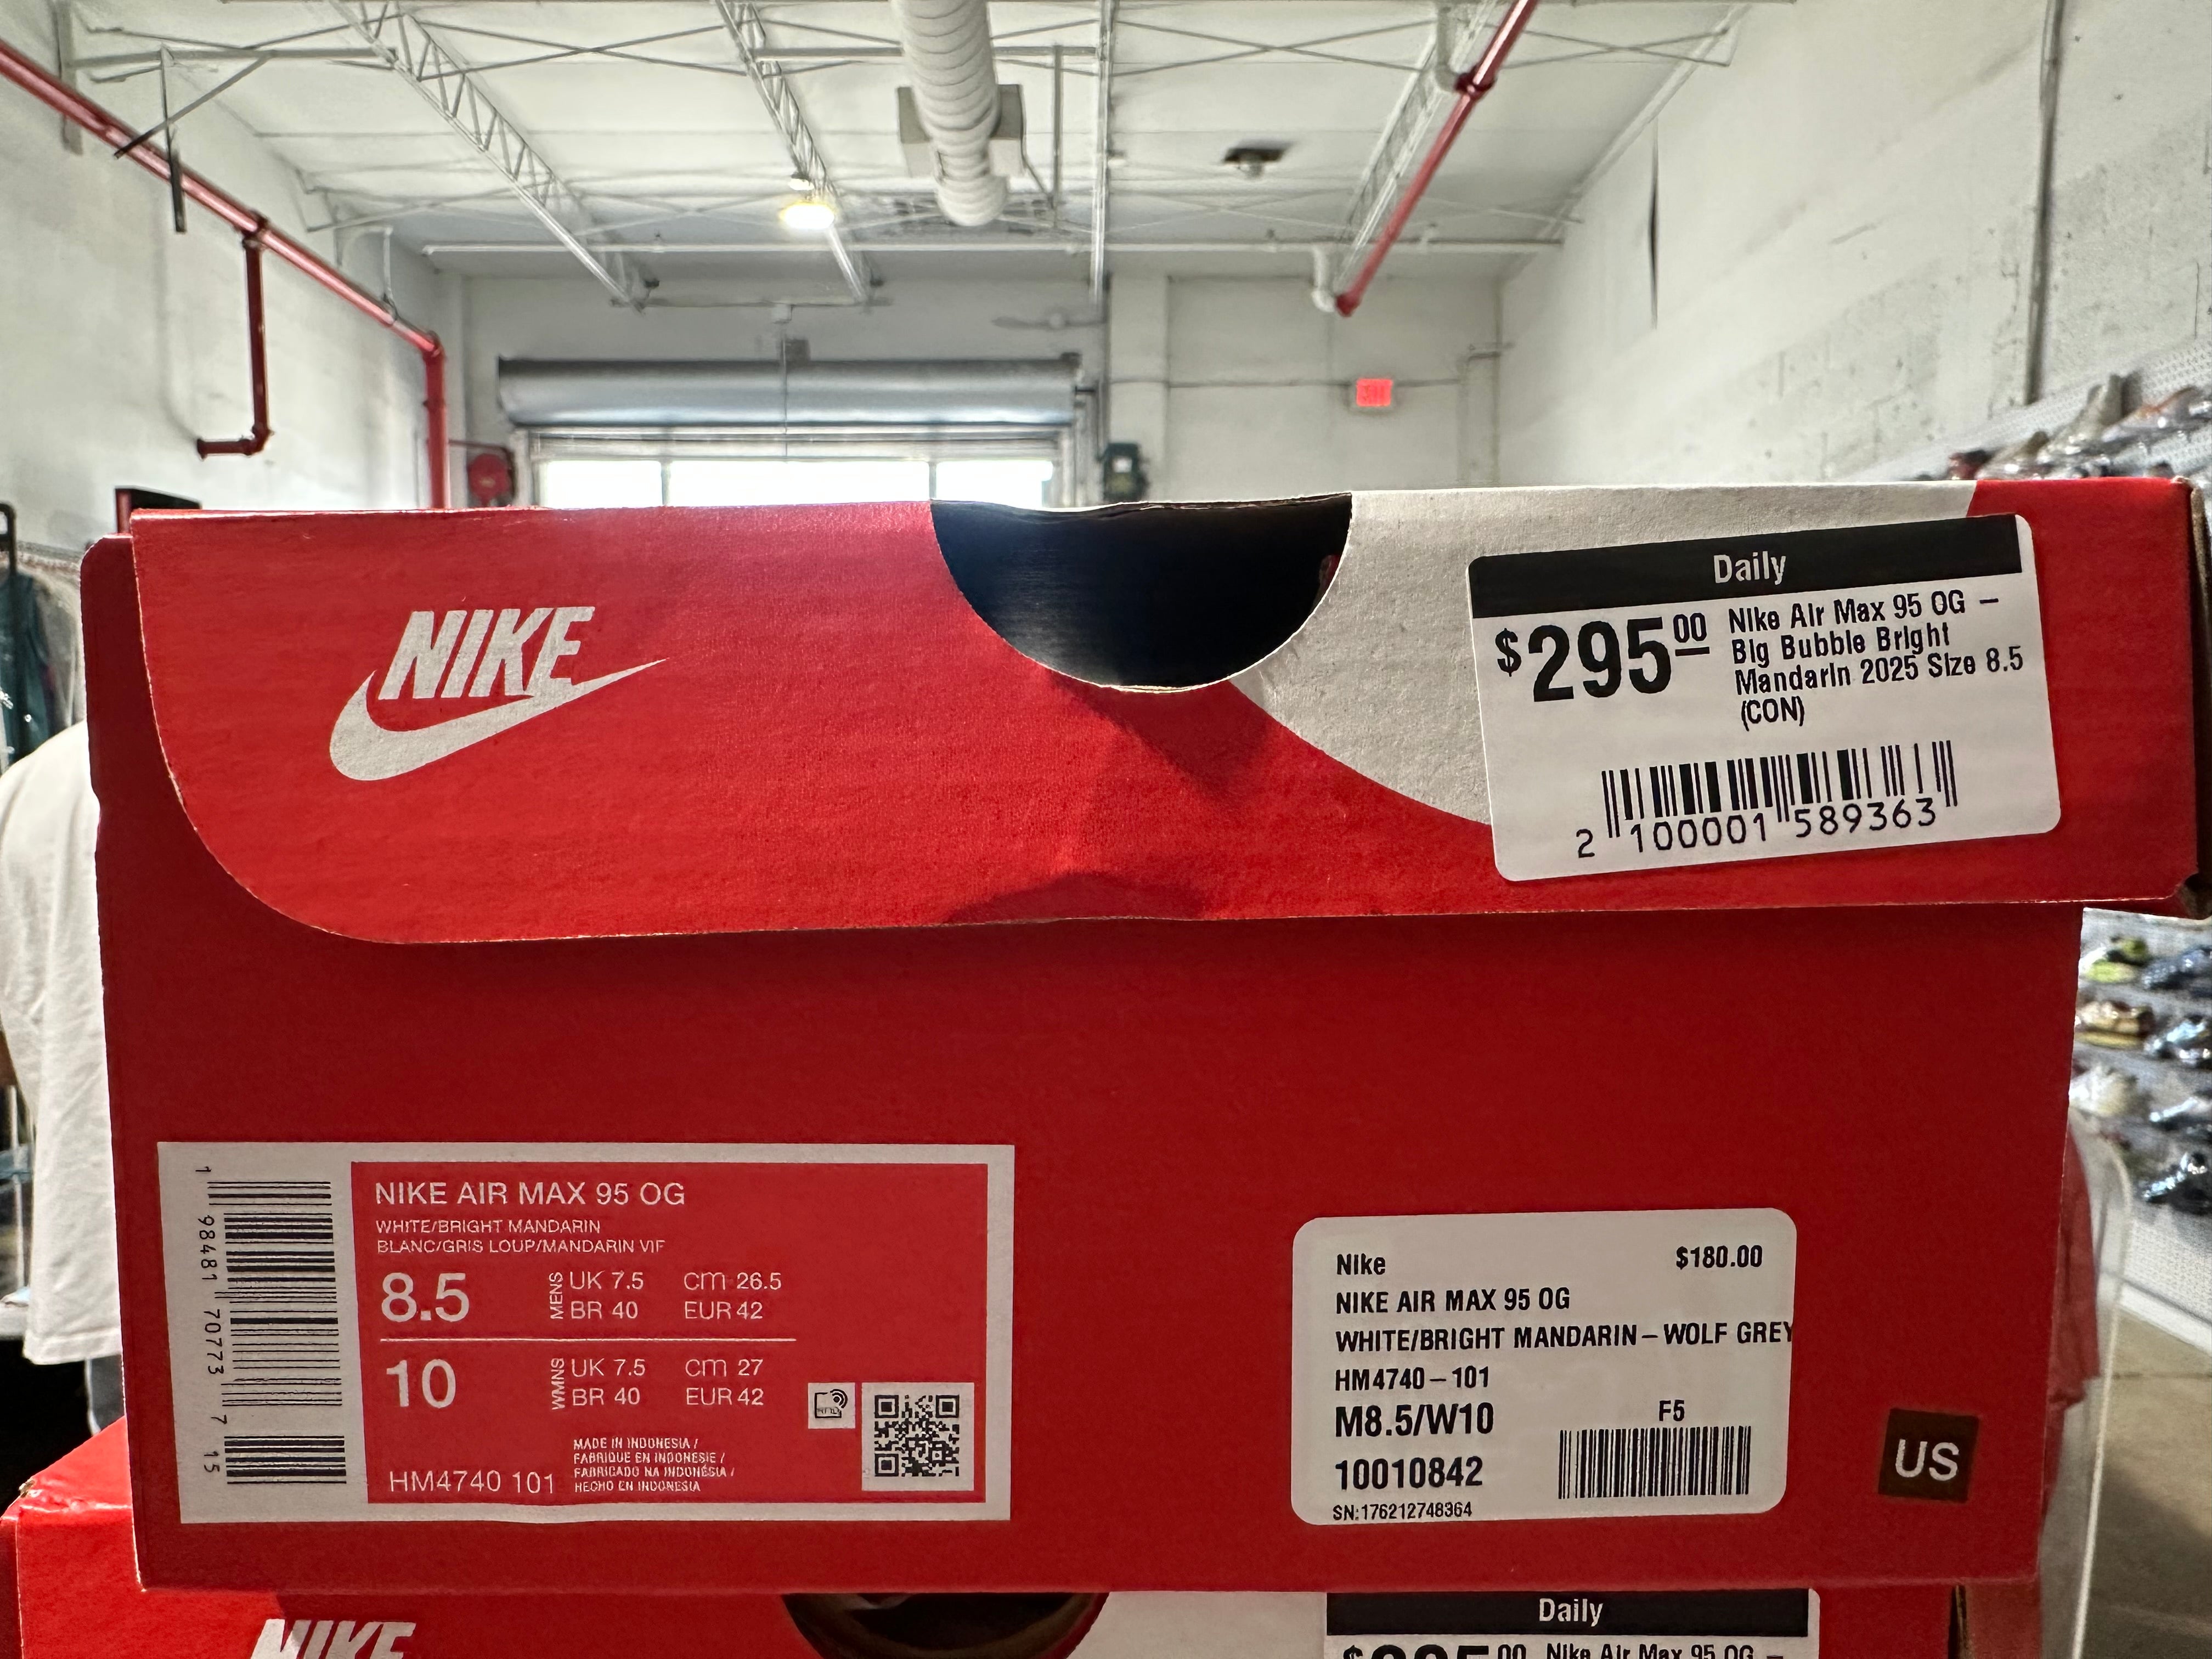 NIKE
Daily
$295.00
Nike Air Max 95 OG –
Big Bubble Bright
Mandarin 2025 Size 8.5
(CON)
2 100001 589363
1 98481 70773 7 15
NIKE AIR MAX 95 OG
WHITE/BRIGHT MANDARIN
BLANC/GRIS LOUP/MANDARIN VIF
8.5 MENS UK 7.5 cm 26.5
BR 40 EUR 42
10 WMNS UK 7.5 cm 27
BR 40 EUR 42
MADE IN INDONESIA /
FABRIQUE EN INDONESIE /
FABRICADO NA INDONÉSIA /
HECHO EN INDONESIA
HM4740 101
Nike $180.00
NIKE AIR MAX 95 OG
WHITE/BRIGHT MANDARIN–WOLF GREY
HM4740–101
M8.5/W10 F5
10010842
SN:176212748364
US
NIKE
Daily
Nike Air Max 95 OG –